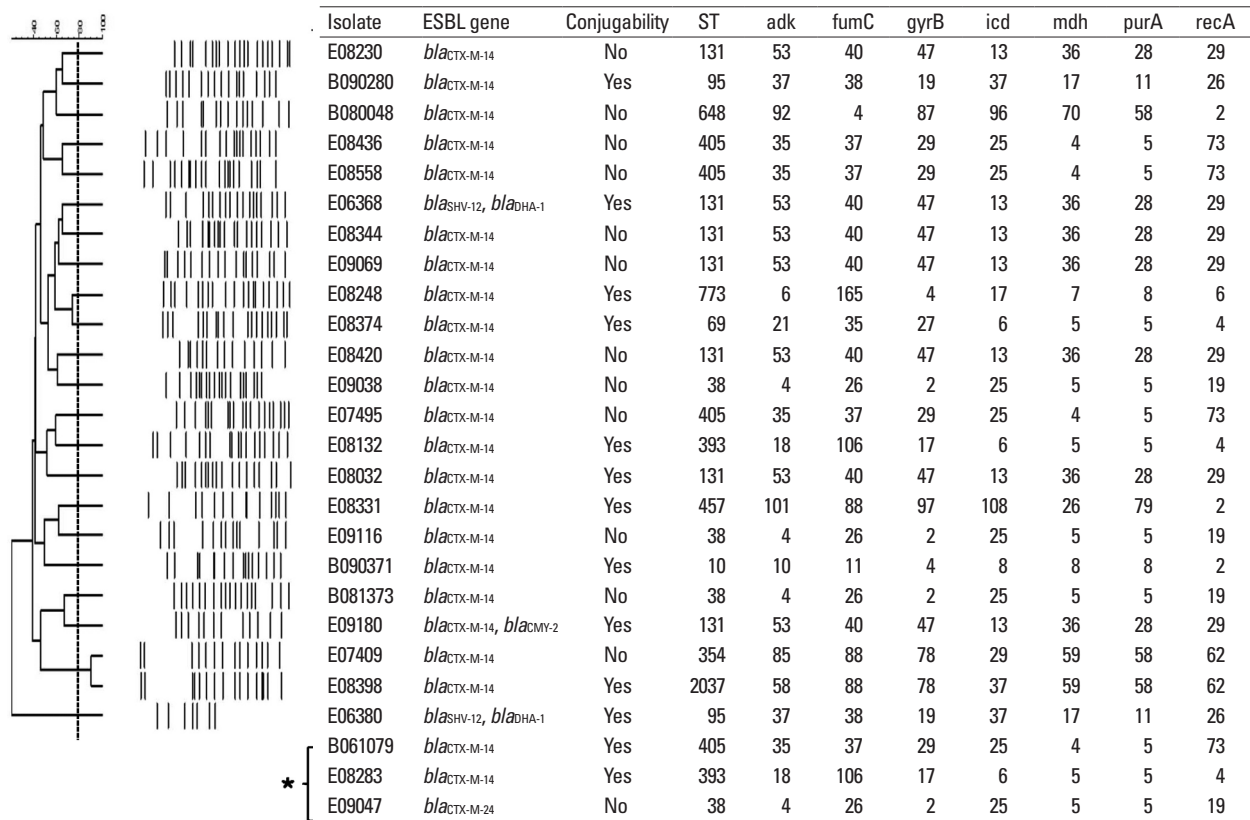 40 60 80 100
Isolate ESBL gene Conjugability ST adk fumC gyrB icd mdh purA recA
E08230 blaCTX-M-14 No 131 53 40 47 13 36 28 29
B090280 blaCTX-M-14 Yes 95 37 38 19 37 17 11 26
B080048 blaCTX-M-14 No 648 92 4 87 96 70 58 2
E08436 blaCTX-M-14 No 405 35 37 29 25 4 5 73
E08558 blaCTX-M-14 No 405 35 37 29 25 4 5 73
E06368 blaSHV-12, blaDHA-1 Yes 131 53 40 47 13 36 28 29
E08344 blaCTX-M-14 No 131 53 40 47 13 36 28 29
E09069 blaCTX-M-14 No 131 53 40 47 13 36 28 29
E08248 blaCTX-M-14 Yes 773 6 165 4 17 7 8 6
E08374 blaCTX-M-14 Yes 69 21 35 27 6 5 5 4
E08420 blaCTX-M-14 No 131 53 40 47 13 36 28 29
E09038 blaCTX-M-14 No 38 4 26 2 25 5 5 19
E07495 blaCTX-M-14 No 405 35 37 29 25 4 5 73
E08132 blaCTX-M-14 Yes 393 18 106 17 6 5 5 4
E08032 blaCTX-M-14 Yes 131 53 40 47 13 36 28 29
E08331 blaCTX-M-14 Yes 457 101 88 97 108 26 79 2
E09116 blaCTX-M-14 No 38 4 26 2 25 5 5 19
B090371 blaCTX-M-14 Yes 10 10 11 4 8 8 8 2
B081373 blaCTX-M-14 No 38 4 26 2 25 5 5 19
E09180 blaCTX-M-14, blaCMY-2 Yes 131 53 40 47 13 36 28 29
E07409 blaCTX-M-14 No 354 85 88 78 29 59 58 62
E08398 blaCTX-M-14 Yes 2037 58 88 78 37 59 58 62
E06380 blaSHV-12, blaDHA-1 Yes 95 37 38 19 37 17 11 26
B061079 blaCTX-M-14 Yes 405 35 37 29 25 4 5 73
* E08283 blaCTX-M-14 Yes 393 18 106 17 6 5 5 4
E09047 blaCTX-M-24 No 38 4 26 2 25 5 5 19